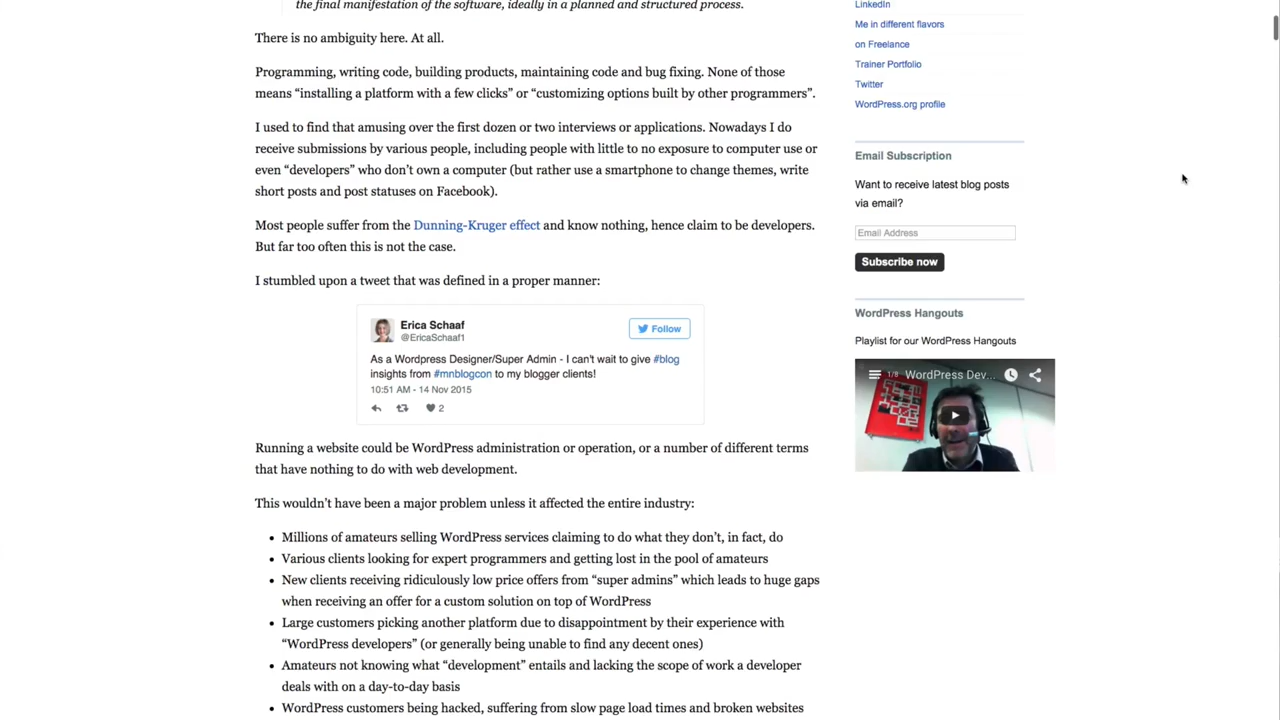 the final manifestation of the software, ideally in a planned and structured process.
There is no ambiguity here. At all.
Programming, writing code, building products, maintaining code and bug fixing. None of those
means “installing a platform with a few clicks” or “customizing options built by other programmers”.
I used to find that amusing over the first dozen or two interviews or applications. Nowadays I do
receive submissions by various people, including people with little to no exposure to computer use or
even “developers” who don’t own a computer (but rather use a smartphone to change themes, write
short posts and post statuses on Facebook).
Most people suffer from the Dunning-Kruger effect and know nothing, hence claim to be developers.
But far too often this is not the case.
I stumbled upon a tweet that was defined in a proper manner:
Erica Schaaf
@EricaSchaaf1
Follow
As a Wordpress Designer/Super Admin - I can't wait to give #blog
insights from #mnblogcon to my blogger clients!
10:51 AM - 14 Nov 2015
2
Running a website could be WordPress administration or operation, or a number of different terms
that have nothing to do with web development.
This wouldn’t have been a major problem unless it affected the entire industry:
• Millions of amateurs selling WordPress services claiming to do what they don’t, in fact, do
• Various clients looking for expert programmers and getting lost in the pool of amateurs
• New clients receiving ridiculously low price offers from “super admins” which leads to huge gaps
when receiving an offer for a custom solution on top of WordPress
• Large customers picking another platform due to disappointment by their experience with
“WordPress developers” (or generally being unable to find any decent ones)
• Amateurs not knowing what “development” entails and lacking the scope of work a developer
deals with on a day-to-day basis
• WordPress customers being hacked, suffering from slow page load times and broken websites
LinkedIn
Me in different flavors
on Freelance
Trainer Portfolio
Twitter
WordPress.org profile
Email Subscription
Want to receive latest blog posts
via email?
Email Address
Subscribe now
WordPress Hangouts
Playlist for our WordPress Hangouts
1/8 WordPress Dev...